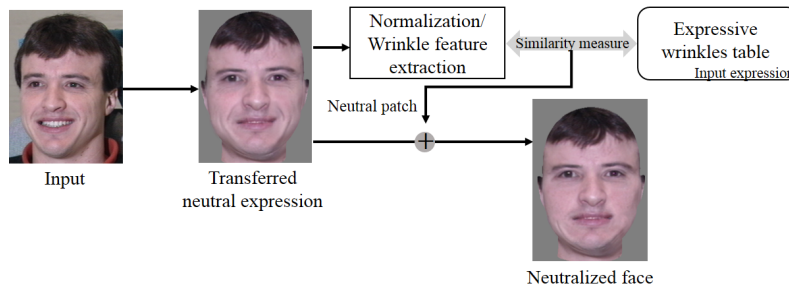 Normalization/
Wrinkle feature
extraction
Similarity measure
Expressive
wrinkles table
Input expression
Neutral patch
Input
Transferred
neutral expression
Neutralized face